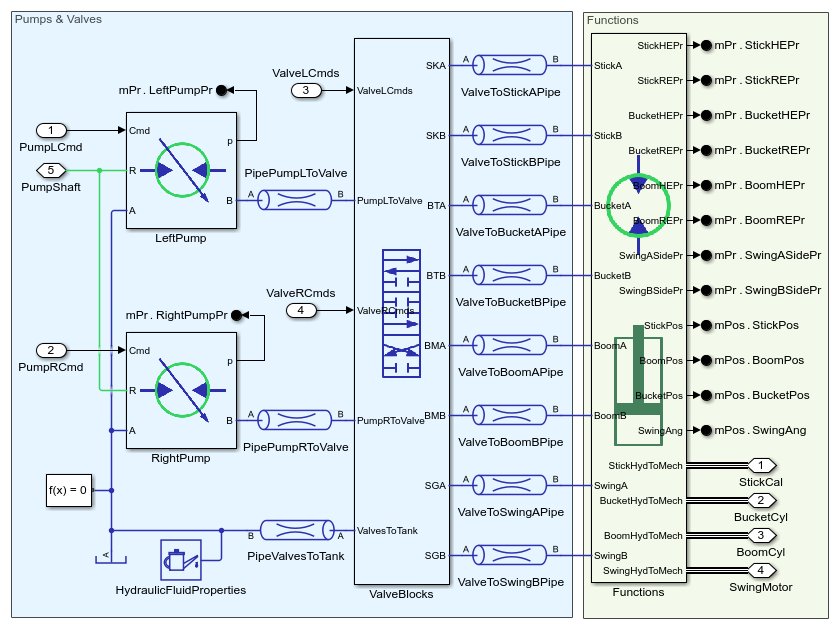 Pumps & Valves
Functions
mPr . LeftPumpPr
ValveLCmds
3
ValveLCmds
1
PumpLCmd
5
PumpShaft
Cmd
R
A
P
B
LeftPump
PipePumpLToValve
A
B
PumpLToValve
ValveRCmds
4
ValveRCmds
mPr . RightPumpPr
2
PumpRCmd
Cmd
R
A
P
B
RightPump
A
B
PipePumpRToValve
PumpRToValve
f(x) = 0
A
HydraulicFluidProperties
B
A
PipeValvesToTank
ValvesToTank
ValveBlocks
SKA
A
B
ValveToStickAPipe
SKB
A
B
ValveToStickBPipe
BTA
A
B
ValveToBucketAPipe
BTB
A
B
ValveToBucketBPipe
BMA
A
B
ValveToBoomAPipe
BMB
A
B
ValveToBoomBPipe
SGA
A
B
ValveToSwingAPipe
SGB
A
B
ValveToSwingBPipe
StickA
StickB
BucketA
BucketB
BoomA
BoomB
SwingA
SwingB
StickHEPr
mPr . StickHEPr
StickREPr
mPr . StickREPr
BucketHEPr
mPr . BucketHEPr
BucketREPr
mPr . BucketREPr
BoomHEPr
mPr . BoomHEPr
BoomREPr
mPr . BoomREPr
SwingASidePr
mPr . SwingASidePr
SwingBSidePr
mPr . SwingBSidePr
StickPos
mPos . StickPos
BoomPos
mPos . BoomPos
BucketPos
mPos . BucketPos
SwingAng
mPos . SwingAng
StickHydToMech
1
StickCal
BucketHydToMech
2
BucketCyl
BoomHydToMech
3
BoomCyl
SwingHydToMech
4
SwingMotor
Functions